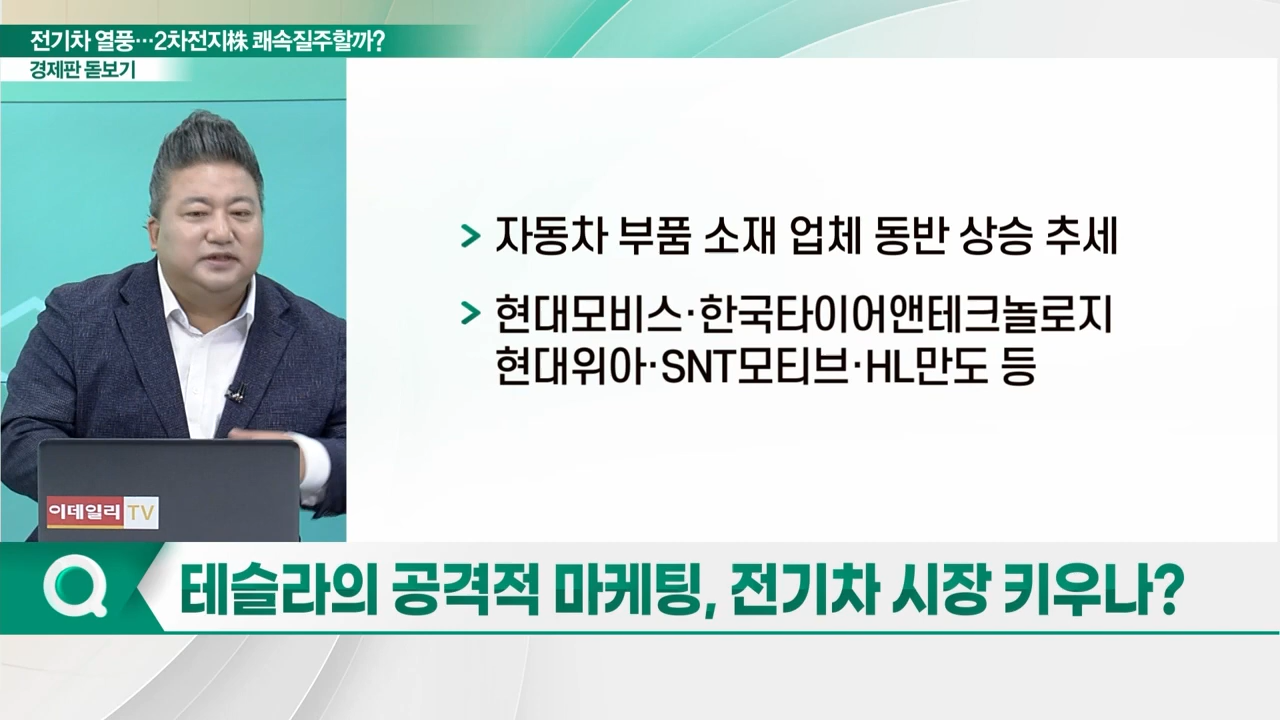 전기차 열풍…2차전지株 쾌속질주할까?
경제판 돋보기
> 자동차 부품 소재 업체 동반 상승 추세
> 현대모비스·한국타이어앤테크놀로지
현대위아·SNT모티브·HL만도 등
이데일리 TV
테슬라의 공격적 마케팅, 전기차 시장 키우나?